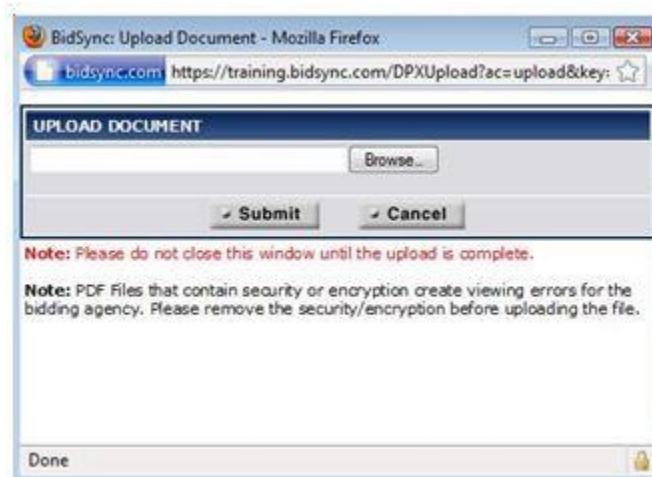 BidSync: Upload Document - Mozilla Firefox
bidsync.com https://training.bidsync.com/DPXUpload?ac=upload&key:
UPLOAD DOCUMENT
Browse...
Submit Cancel
Note: Please do not close this window until the upload is complete.
Note: PDF Files that contain security or encryption create viewing errors for the
bidding agency. Please remove the security/encryption before uploading the file.
Done